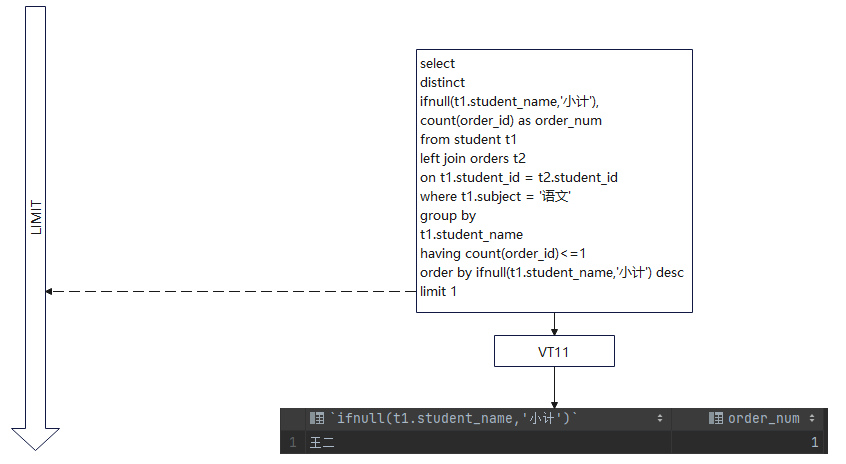 select
distinct
ifnull(t1.student_name,'小计'),
count(order_id) as order_num
from student t1
left join orders t2
on t1.student_id = t2.student_id
where t1.subject = '语文'
group by
t1.student_name
having count(order_id)<=1
order by ifnull(t1.student_name,'小计') desc
limit 1
LIMIT
VT11
`ifnull(t1.student_name,'小计')` order_num
1 王二 1